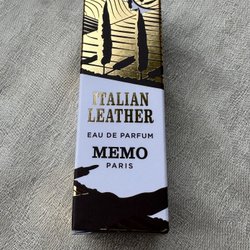 ITALIAN
LEATHER
EAU DE PARFUM
MEMO
PARIS